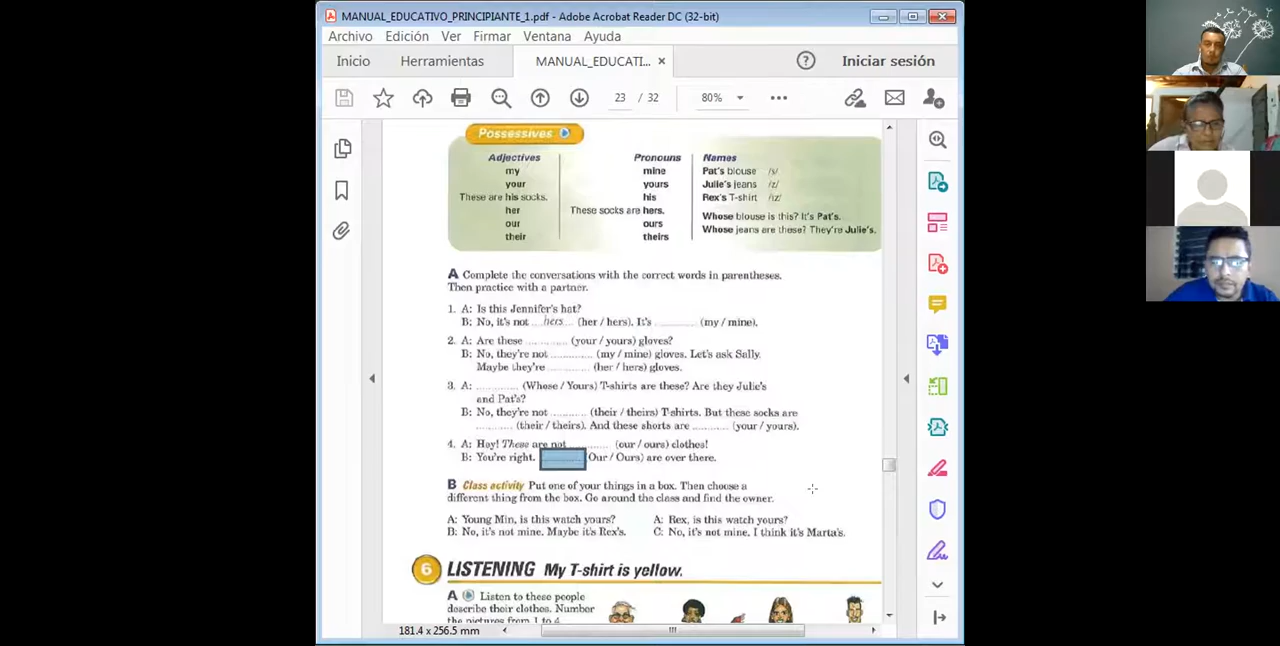 MANUAL_EDUCATIVO_PRINCIPIANTE_1.pdf - Adobe Acrobat Reader DC (32-bit)
Archivo Edición Ver Firmar Ventana Ayuda
Inicio Herramientas MANUAL_EDUCATI... × ? Iniciar sesión
23 / 32 80%
Possessives
Adjectives Pronouns Names
my mine Pat's blouse /s/
your yours Julie's jeans /z/
These are his socks. his Rex's T-shirt /ɪz/
her These socks are hers.
our ours Whose blouse is this? It's Pat's.
their theirs Whose jeans are these? They're Julie's.
A Complete the conversations with the correct words in parentheses.
Then practice with a partner.
1. A: Is this Jennifer's hat?
B: No, it's not hers (her / hers). It's .......... (my / mine).
2. A: Are these .......... (your / yours) gloves?
B: No, they're not .......... (my / mine) gloves. Let's ask Sally.
Maybe they're .......... (her / hers) gloves.
3. A: .......... (Whose / Yours) T-shirts are these? Are they Julie's
and Pat's?
B: No, they're not .......... (their / theirs) T-shirts. But these socks are
.......... (their / theirs). And these shorts are .......... (your / yours).
4. A: Hey! These are not .......... (our / ours) clothes!
B: You're right. Our / Ours) are over there.
B Class activity Put one of your things in a box. Then choose a
different thing from the box. Go around the class and find the owner.
A: Young Min, is this watch yours? A: Rex, is this watch yours?
B: No, it's not mine. Maybe it's Rex's. C: No, it's not mine. I think it's Marta's.
6 LISTENING My T-shirt is yellow.
A Listen to these people
describe their clothes. Number
the pictures from 1 to 4.
181.4 x 256.5 mm